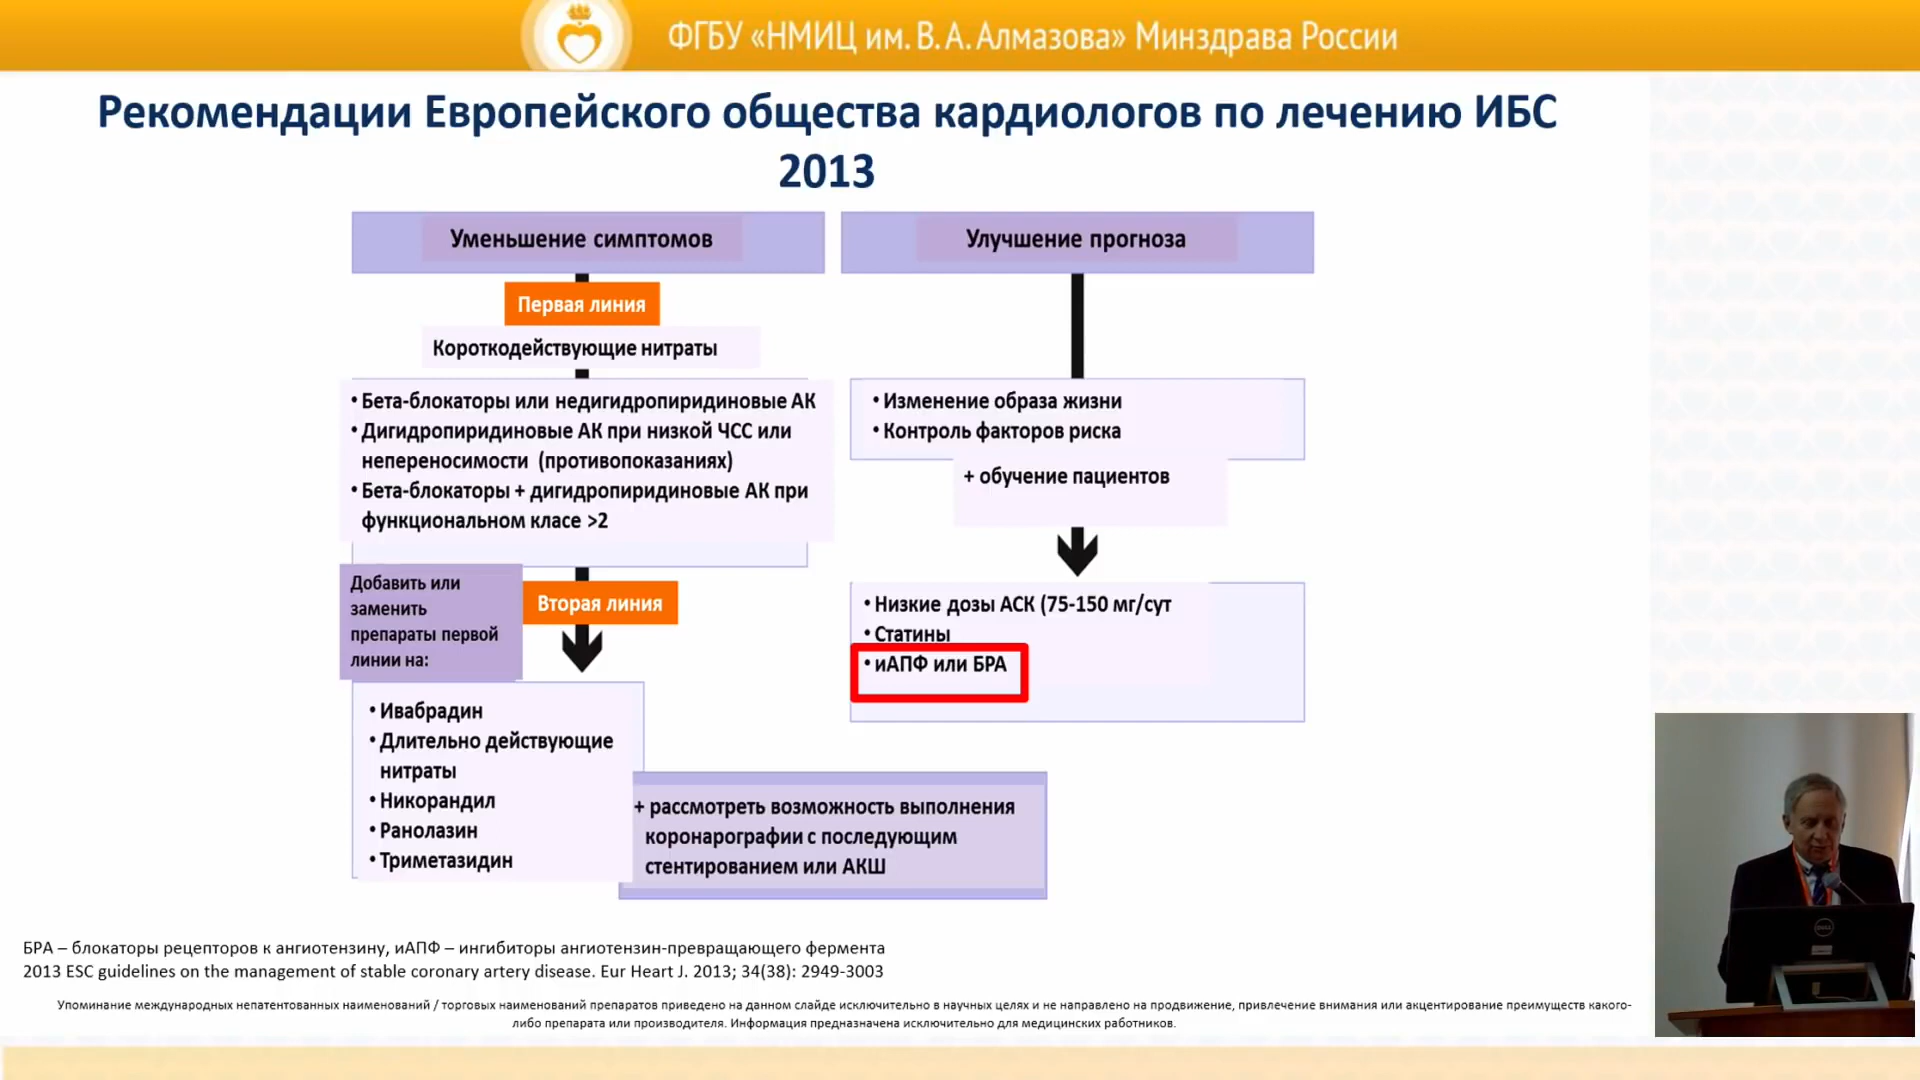 ФГБУ «НМИЦ им. В. А. Алмазова» Минздрава России
Рекомендации Европейского общества кардиологов по лечению ИБС
2013
Уменьшение симптомов
Первая линия
Короткодействующие нитраты
• Бета-блокаторы или недигидропиридиновые АК
• Дигидропиридиновые АК при низкой ЧСС или
непереносимости (противопоказаниях)
• Бета-блокаторы + дигидропиридиновые АК при
функциональном класе >2
Добавить или
заменить
препараты первой
линии на:
Вторая линия
• Ивабрадин
• Длительно действующие
нитраты
• Никорандил
• Ранолазин
• Триметазидин
+ рассмотреть возможность выполнения
коронарографии с последующим
стентированием или АКШ
Улучшение прогноза
• Изменение образа жизни
• Контроль факторов риска
+ обучение пациентов
• Низкие дозы АСК (75-150 мг/сут
• Статины
• иАПФ или БРА
БРА – блокаторы рецепторов к ангиотензину, иАПФ – ингибиторы ангиотензин-превращающего фермента
2013 ESC guidelines on the management of stable coronary artery disease. Eur Heart J. 2013; 34(38): 2949-3003
Упоминание международных непатентованных наименований / торговых наименований препаратов приведено на данном слайде исключительно в научных целях и не направлено на продвижение, привлечение внимания или акцентирование преимуществ какого-
либо препарата или производителя. Информация предназначена исключительно для медицинских работников.
DELL